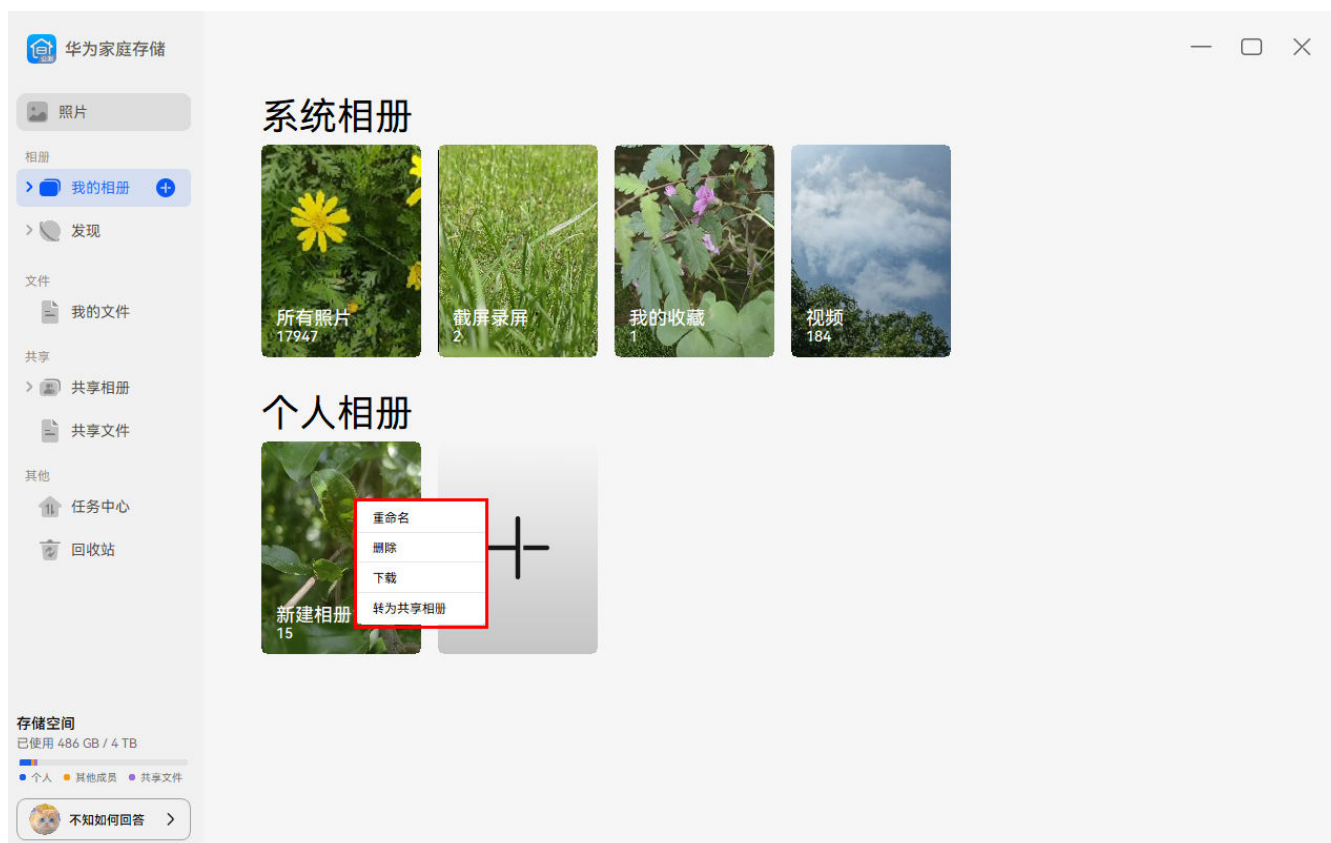 华为家庭存储
照片
相册
我的相册
发现
文件
我的文件
共享
共享相册
共享文件
其他
任务中心
回收站
存储空间
已使用 486 GB / 4 TB
个人 其他成员 共享文件
不知如何回答
系统相册
所有照片
17947
截屏录屏
2
我的收藏
1
视频
184
个人相册
新建相册
15
重命名
删除
下载
转为共享相册